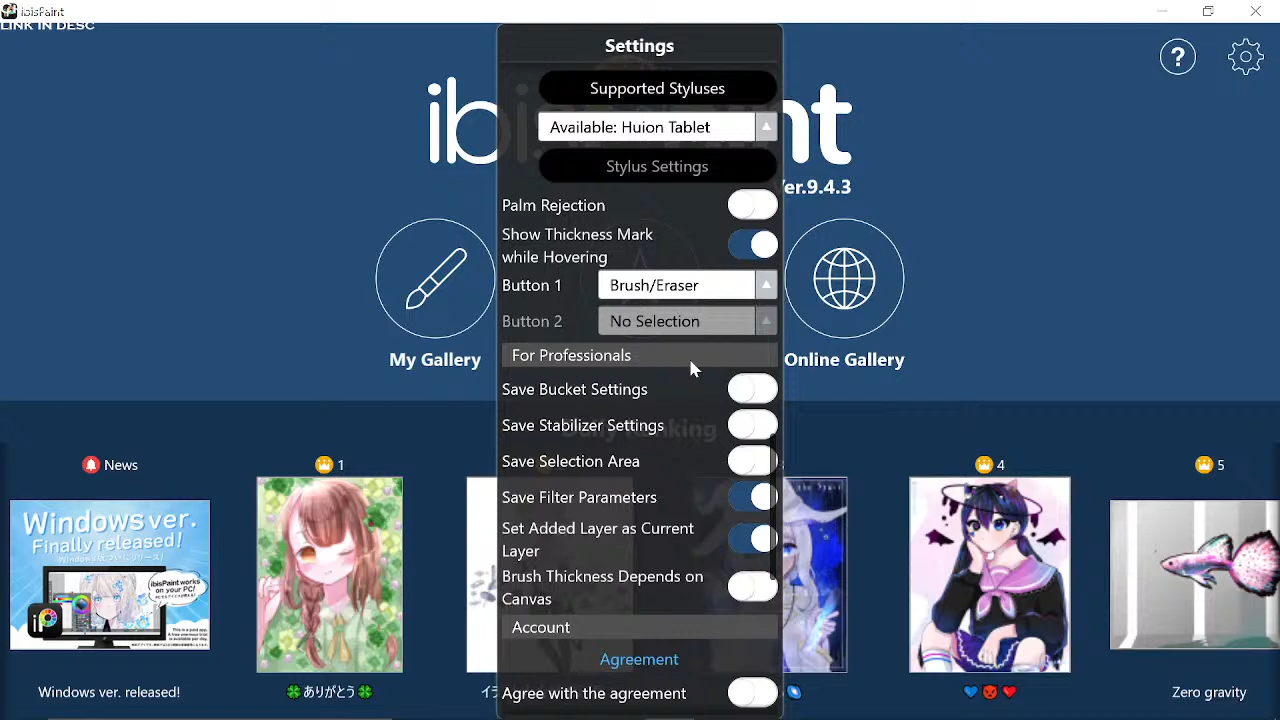 ibisPaint
LINK IN DESC
Settings
Supported Styluses
Available: Huion Tablet
Stylus Settings
Ver.9.4.3
Palm Rejection
Show Thickness Mark
while Hovering
Button 1
Brush/Eraser
Button 2
No Selection
My Gallery
For Professionals
Online Gallery
Save Bucket Settings
Save Stabilizer Settings
Save Selection Area
News
1
4
5
Save Filter Parameters
Set Added Layer as Current
Layer
Brush Thickness Depends on
Canvas
Account
Agreement
Agree with the agreement
Windows ver.
Finally released!
ibisPaint works
on your PC!
Windows ver. released!
🍀ありがとう🍀
Zero gravity